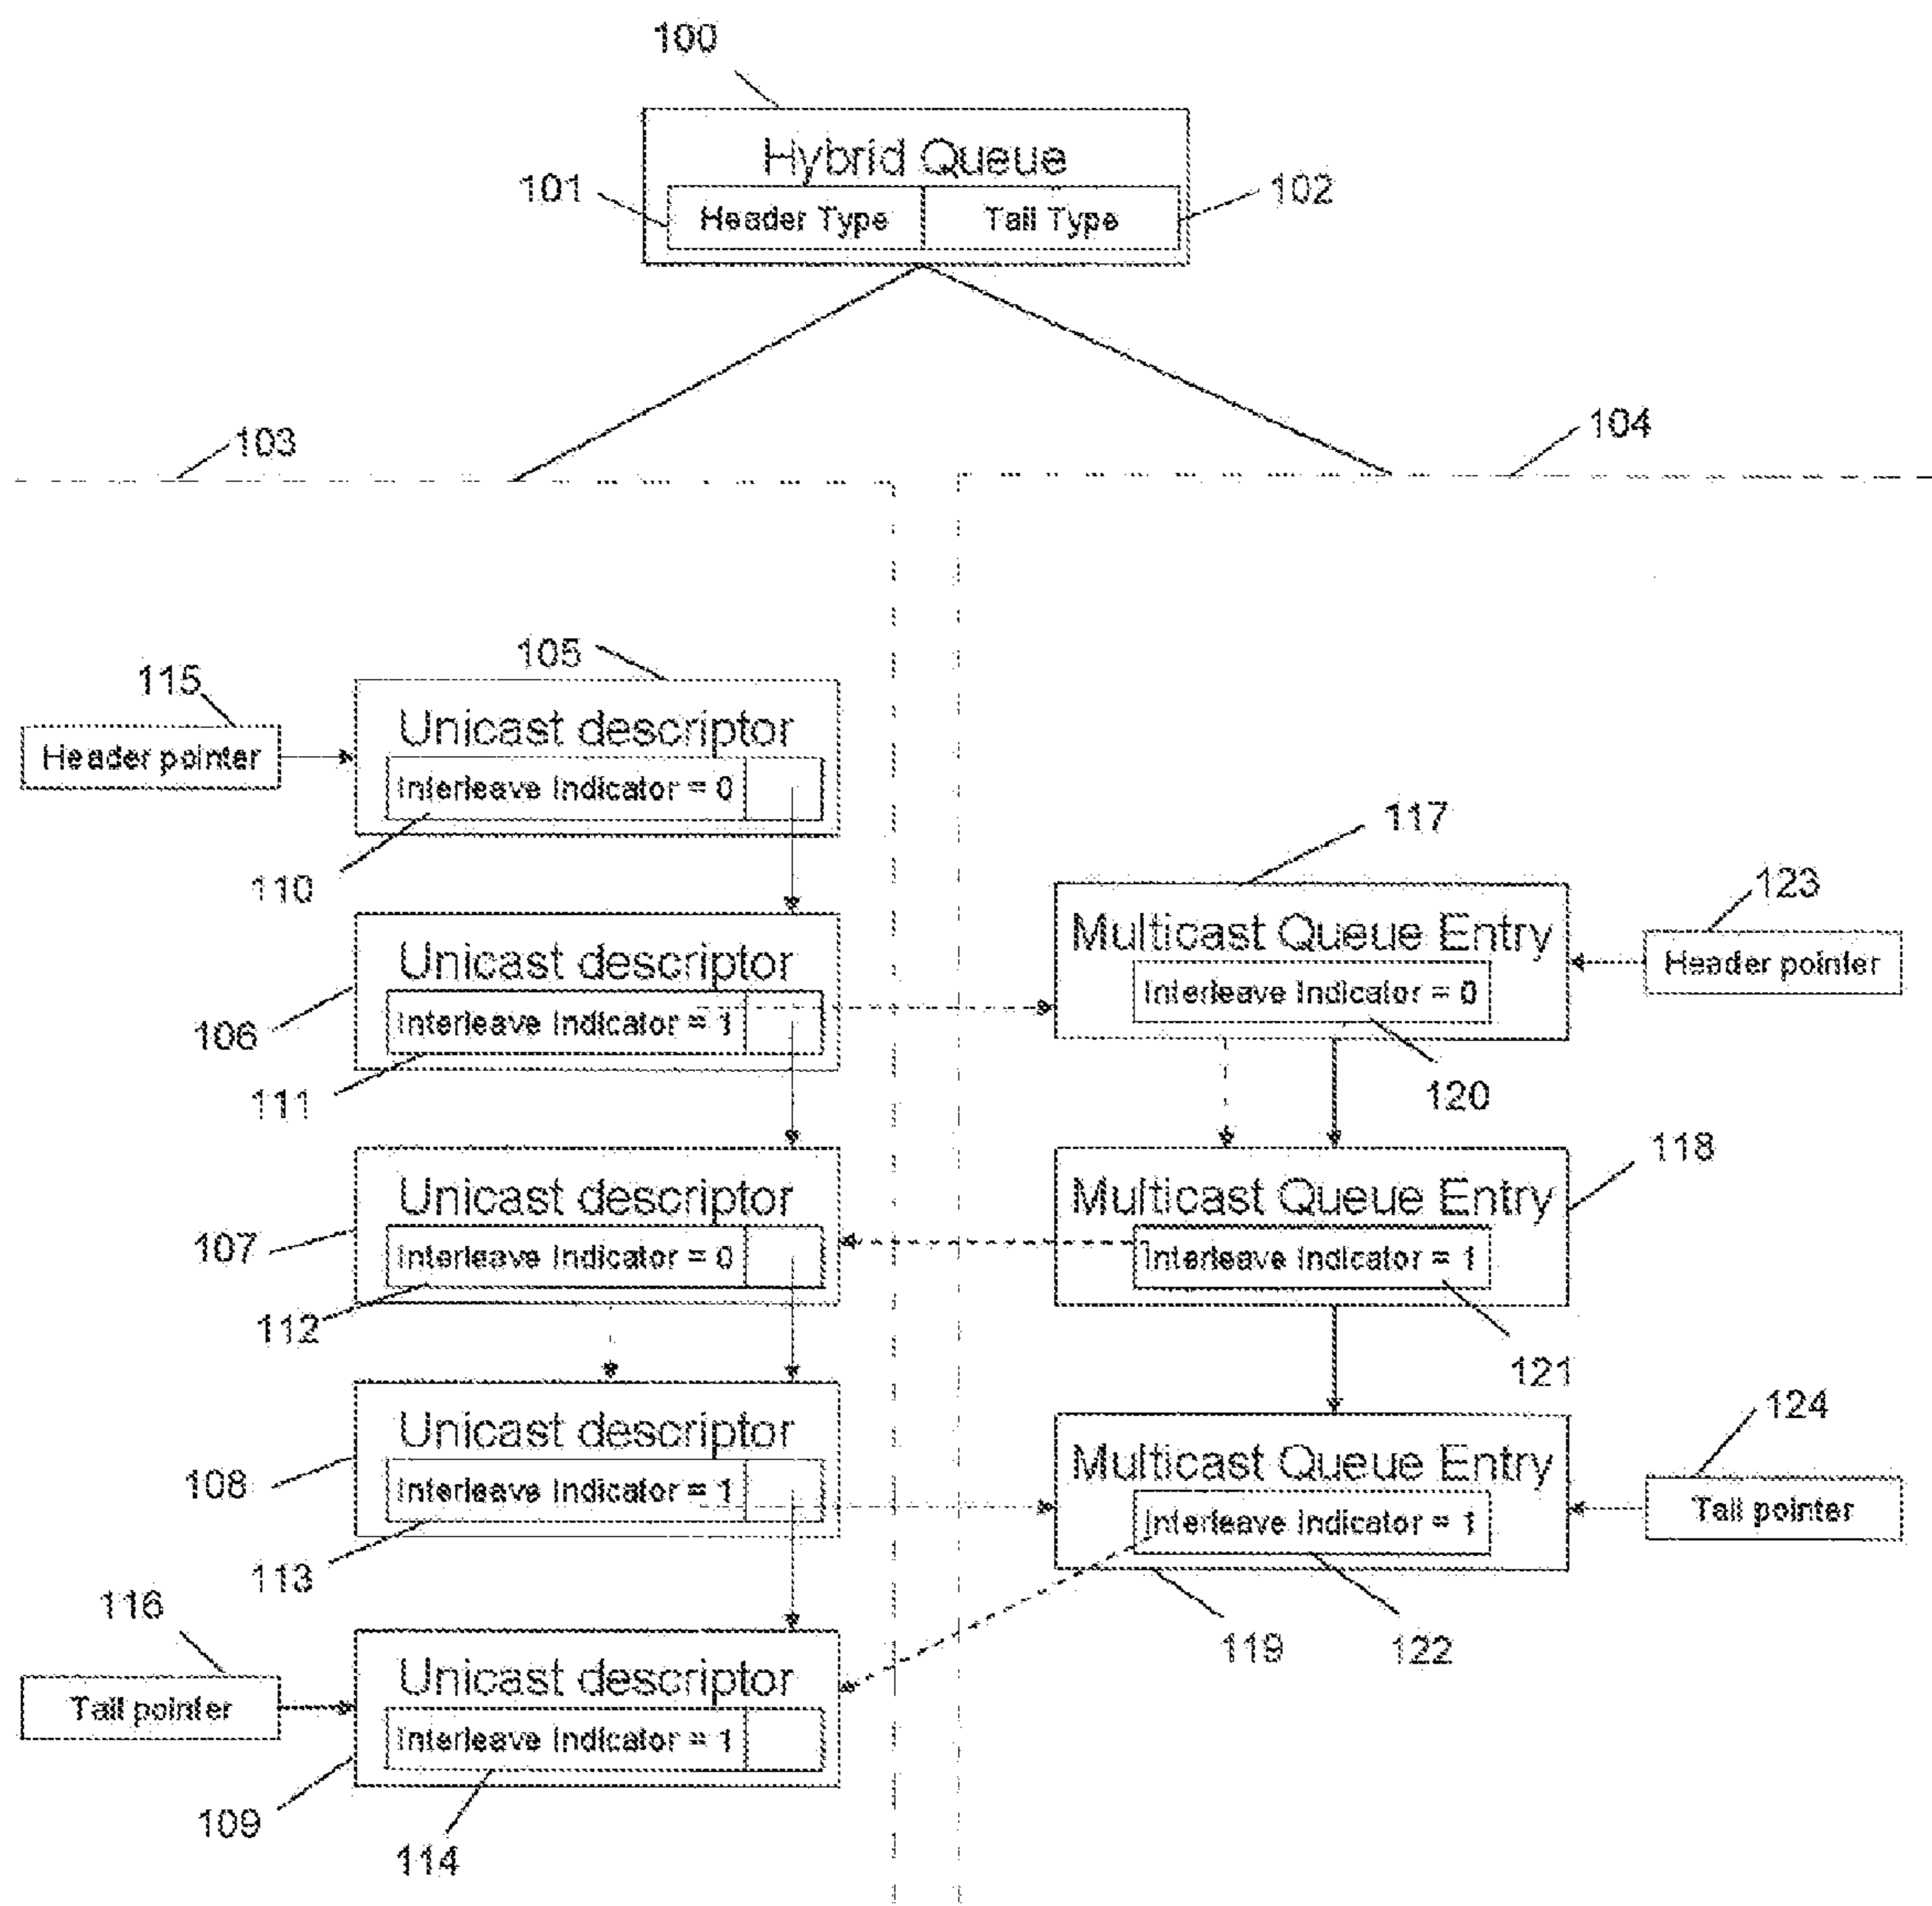 100
Hybrid Queue
101
Header Type
Tail Type
102
103
104
105
115
Unicast descriptor
Header pointer
Interleave Indicator = 0
110
117
123
Unicast descriptor
Multicast Queue Entry
Header pointer
Interleave Indicator = 1
Interleave Indicator = 0
106
111
120
118
Unicast descriptor
Multicast Queue Entry
107
Interleave Indicator = 0
Interleave Indicator = 1
112
121
124
Unicast descriptor
Multicast Queue Entry
108
Interleave Indicator = 1
Interleave Indicator = 1
Tail pointer
113
116
119
122
Unicast descriptor
Tail pointer
Interleave Indicator = 1
109
114